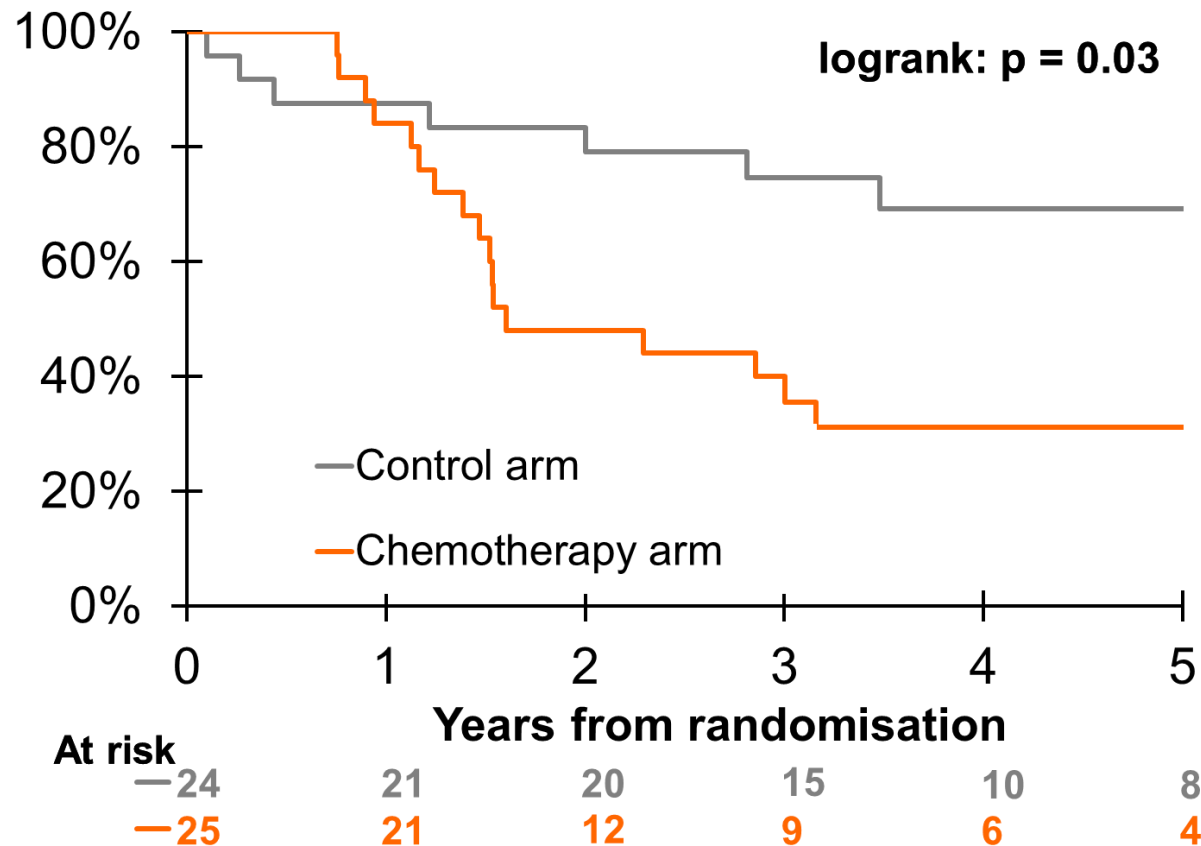 100%
logrank: p = 0.03
80%
60%
40%
Control arm
20%
Chemotherapy arm
0%
0 1 2 3 4 5
Years from randomisation
At risk
24 21 20 15 10 8
25 21 12 9 6 4